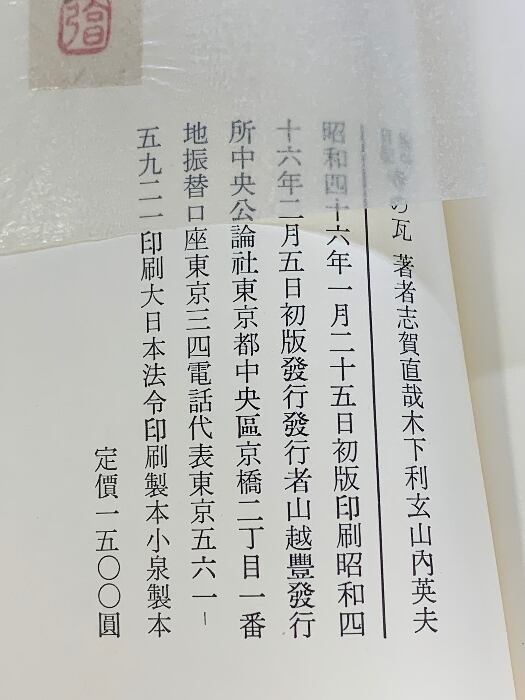 の瓦 著者志賀直哉木下利玄山内英夫
昭和四十六年一月二十五日初版印刷昭和四
十六年二月五日初版發行發行者山越豐發行
所中央公論社東京都中央區京橋二丁目一番
地振替口座東京三四電話代表東京五六一―
五九二一印刷大日本法令印刷製本小泉製本
定價一五〇〇圓